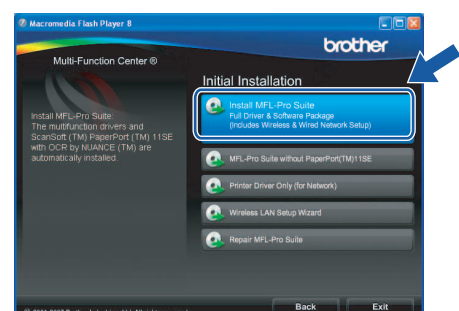 Macromedia Flash Player 8
brother
Multi-Function Center ®
Initial Installation
Install MFL-Pro Suite
Full Driver & Software Package
(Includes Wireless & Wired Network Setup)
Install MFL-Pro Suite
The multifunction drivers and
ScanSoft (TM) PaperPort (TM) 11SE
with OCR by NUANCE (TM) are
automatically installed.
MFL-Pro Suite without PaperPort(TM)11SE
Printer Driver Only (for Network)
Wireless LAN Setup Wizard
Repair MFL-Pro Suite
Back
Exit